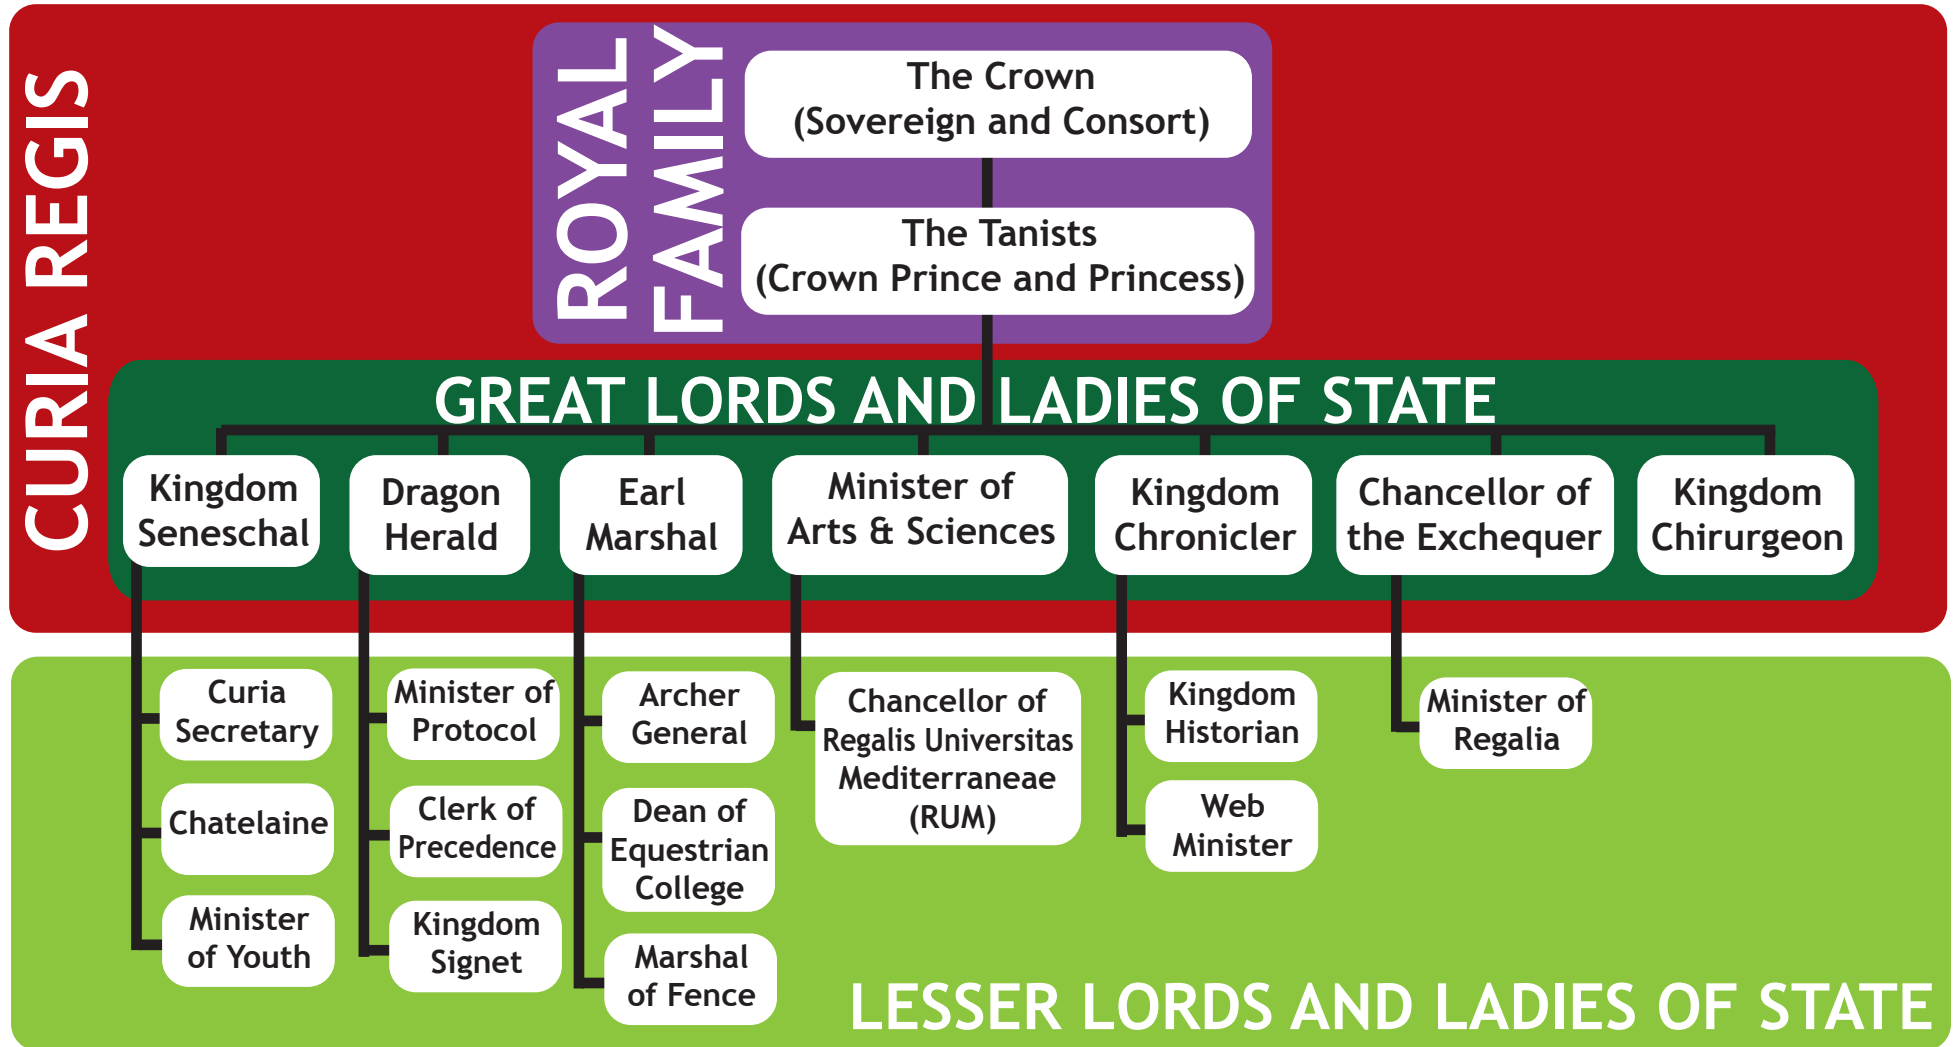 CURIA REGIS
ROYAL
FAMILY
The Crown
(Sovereign and Consort)
The Tanists
(Crown Prince and Princess)
GREAT LORDS AND LADIES OF STATE
Kingdom
Seneschal
Dragon
Herald
Earl
Marshal
Minister of
Arts & Sciences
Kingdom
Chronicler
Chancellor of
the Exchequer
Kingdom
Chirurgeon
Curia
Secretary
Chatelaine
Minister
of Youth
Minister of
Protocol
Clerk of
Precedence
Kingdom
Signet
Archer
General
Dean of
Equestrian
College
Marshal
of Fence
Chancellor of
Regalis Universitas
Mediterraneae
(RUM)
Kingdom
Historian
Web
Minister
Minister of
Regalia
LESSER LORDS AND LADIES OF STATE